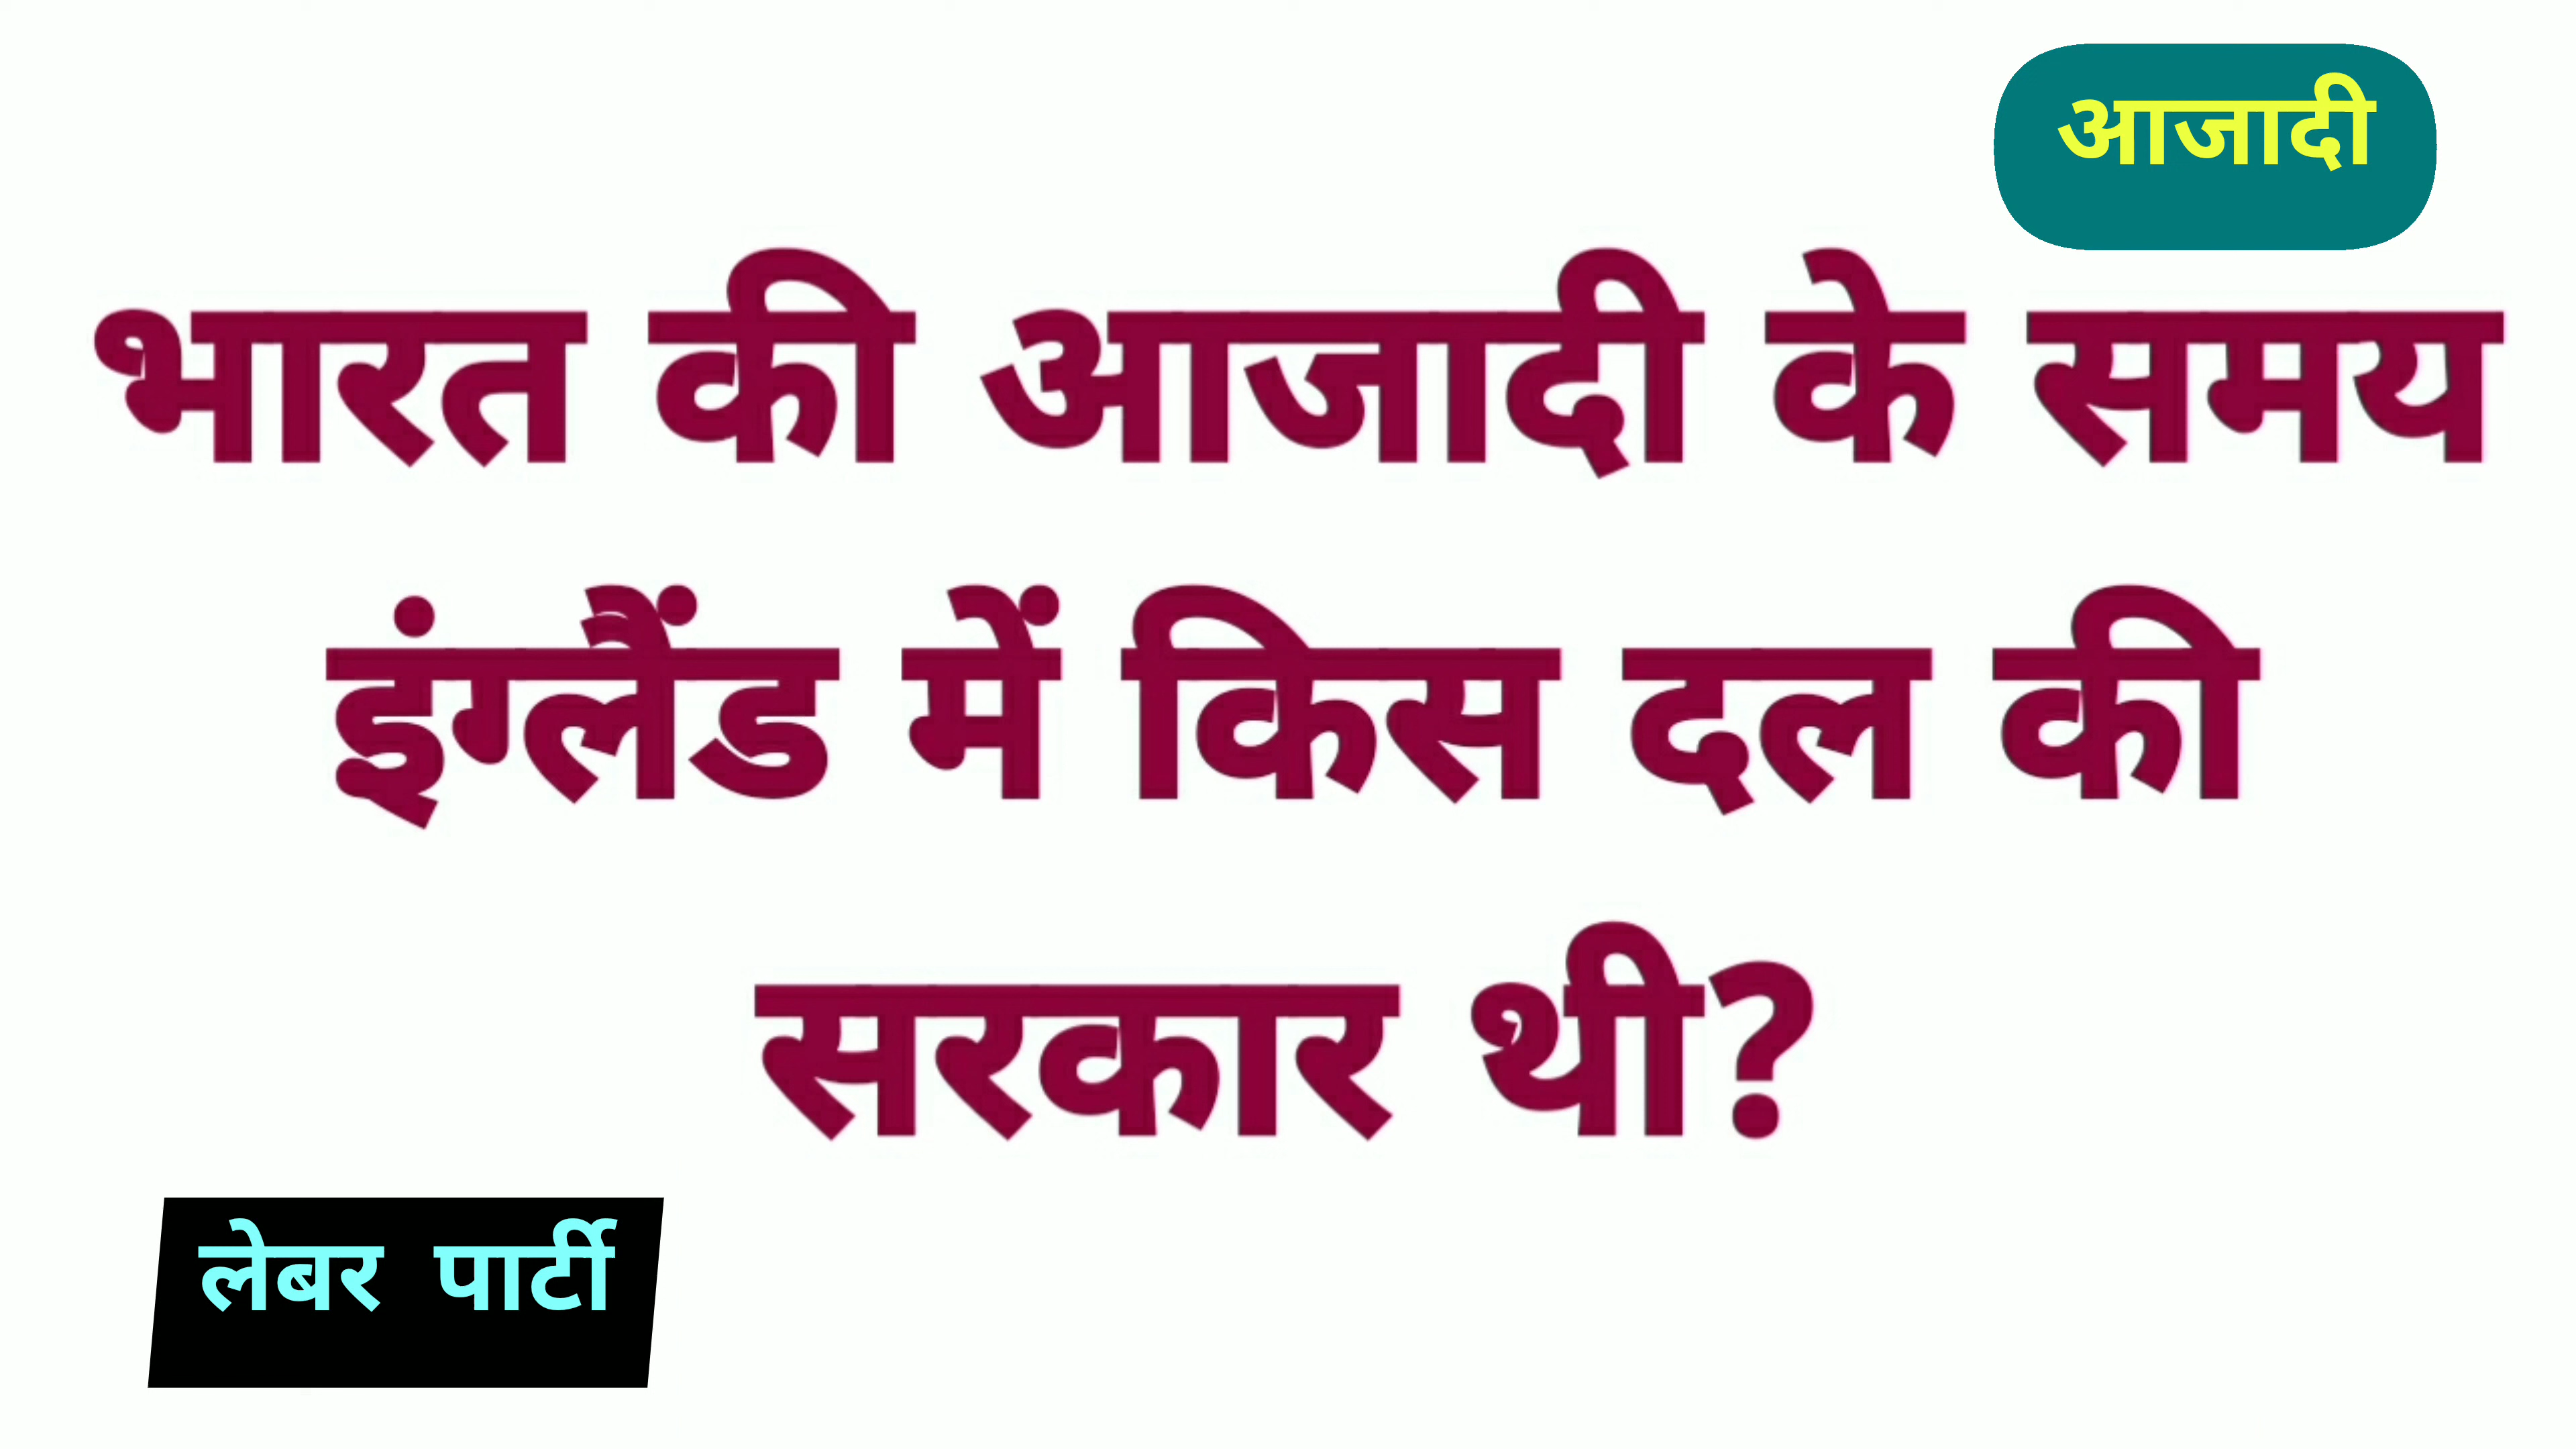 आजादी
भारत की आजादी के समय
इंग्लैंड में किस दल की
सरकार थी?
लेबर पार्टी